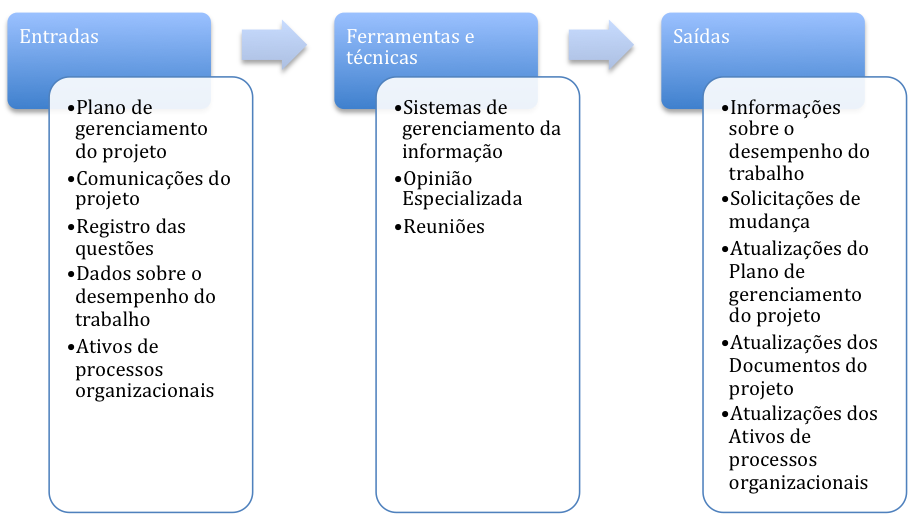 Entradas
•Plano de
gerenciamento
do projeto
•Comunicações do
projeto
•Registro das
questões
•Dados sobre o
desempenho do
trabalho
•Ativos de
processos
organizacionais
Ferramentas e
técnicas
•Sistemas de
gerenciamento da
informação
•Opinião
Especializada
•Reuniões
Saídas
•Informações
sobre o
desempenho do
trabalho
•Solicitações de
mudança
•Atualizações do
Plano de
gerenciamento
do projeto
•Atualizações dos
Documentos do
projeto
•Atualizações dos
Ativos de
processos
organizacionais